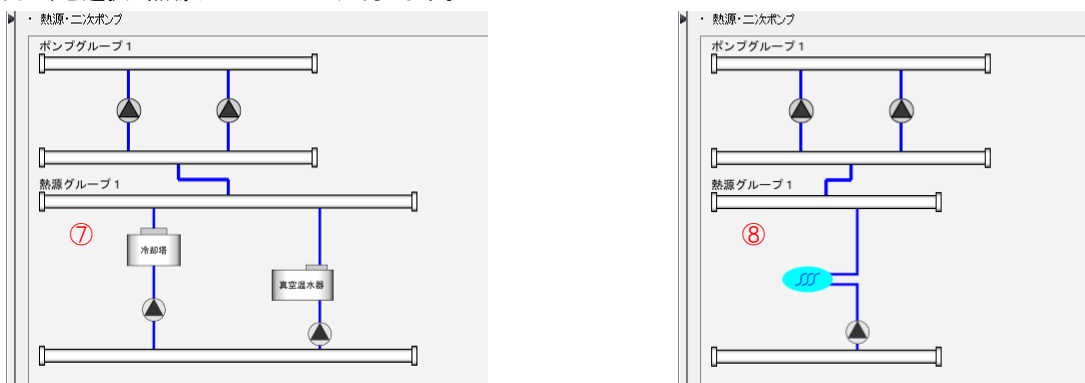 ・ 熱源・二次ポンプ
ポンプグループ 1
熱源グループ 1
⑦
冷却塔
真空温水器
・ 熱源・二次ポンプ
ポンプグループ 1
熱源グループ 1
⑧